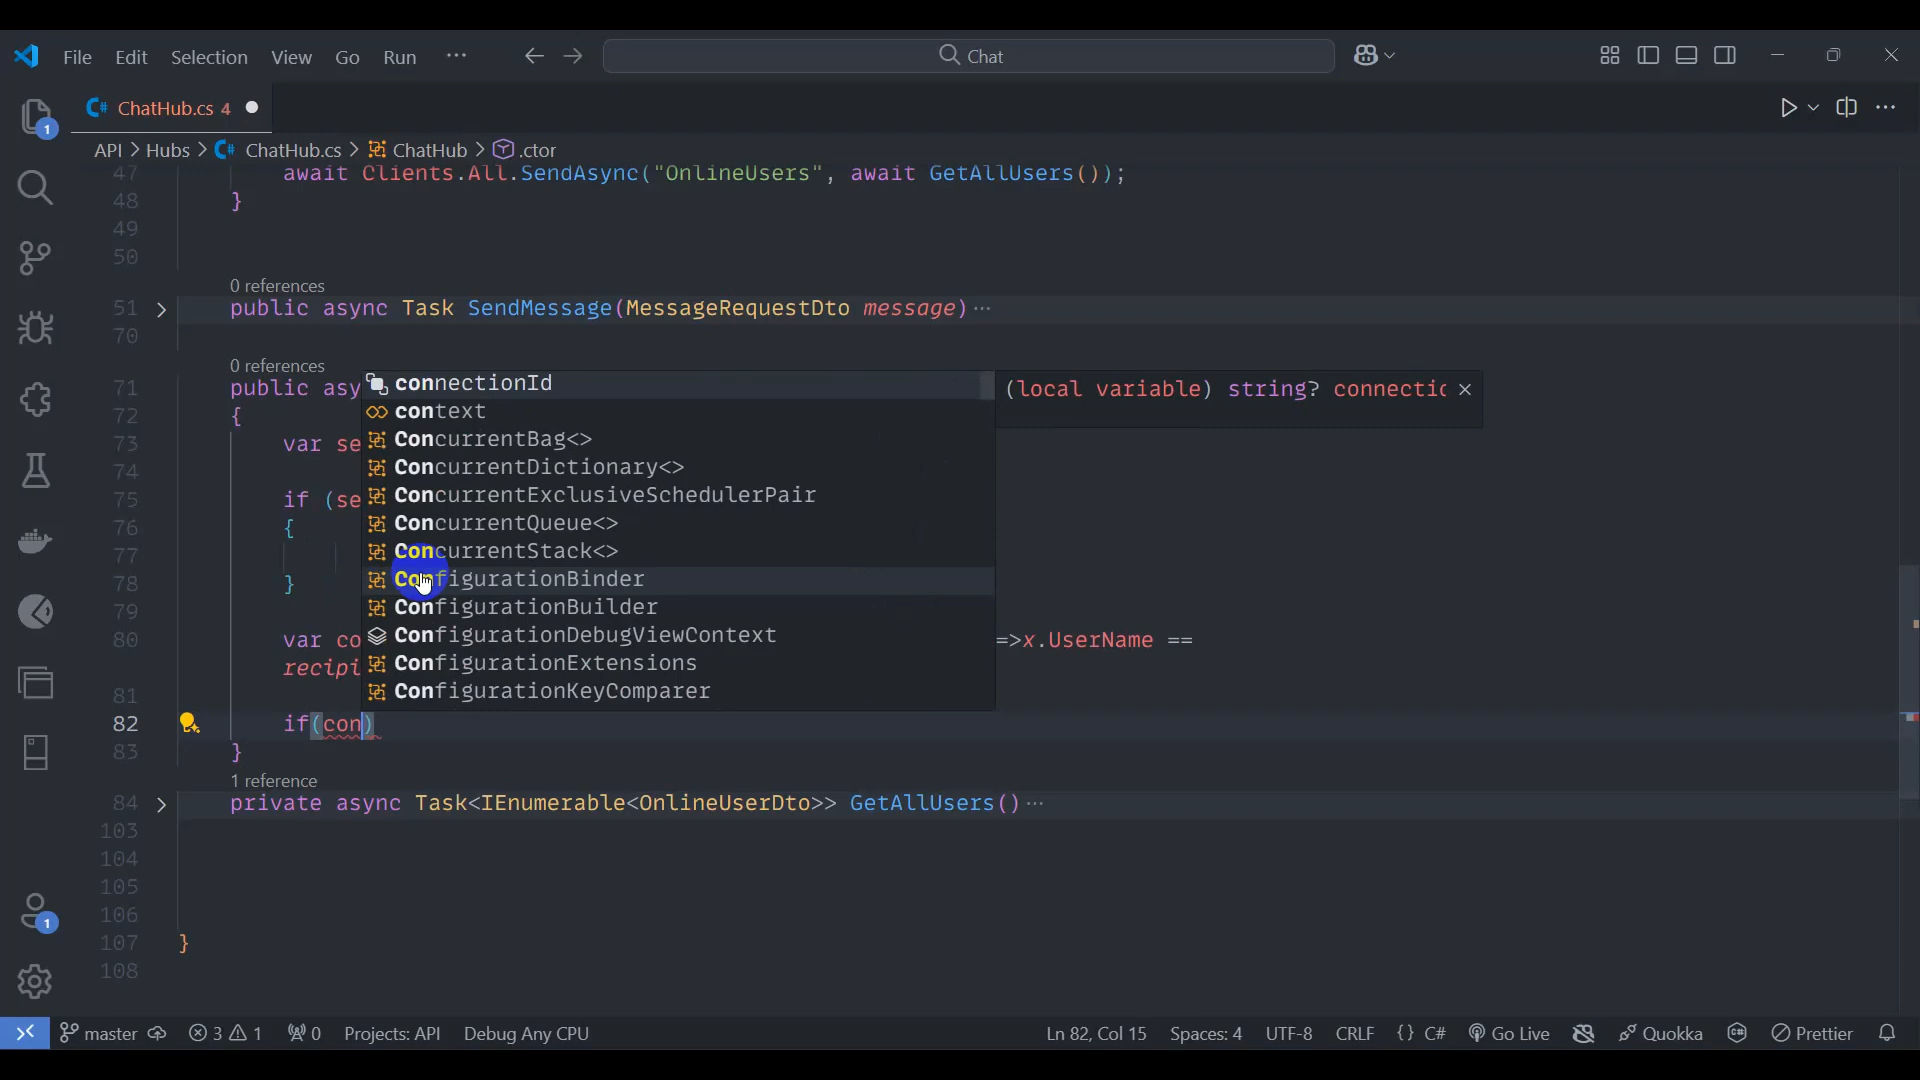 File Edit Selection View Go Run ··· Chat
ChatHub.cs 4
API > Hubs > ChatHub.cs > ChatHub > .ctor
47 await Clients.All.SendAsync("OnlineUsers", await GetAllUsers());
48 }
49
50
0 references
51 public async Task SendMessage(MessageRequestDto message)···
70
0 references
71 public asy
72 {
73 var se
74
75 if (se
76 {
77
78 }
79
80 var co =>x.UserName ==
recipi
81
82 if(con)
83 }
1 reference
84 private async Task<IEnumerable<OnlineUserDto>> GetAllUsers()···
103
104
105
106
107 }
108
connectionId
context
ConcurrentBag<>
ConcurrentDictionary<>
ConcurrentExclusiveSchedulerPair
ConcurrentQueue<>
ConcurrentStack<>
ConfigurationBinder
ConfigurationBuilder
ConfigurationDebugViewContext
ConfigurationExtensions
ConfigurationKeyComparer
(local variable) string? connectic
1
1
master 3 1 0 Projects: API Debug Any CPU Ln 82, Col 15 Spaces: 4 UTF-8 CRLF {} C# Go Live Quokka Prettier